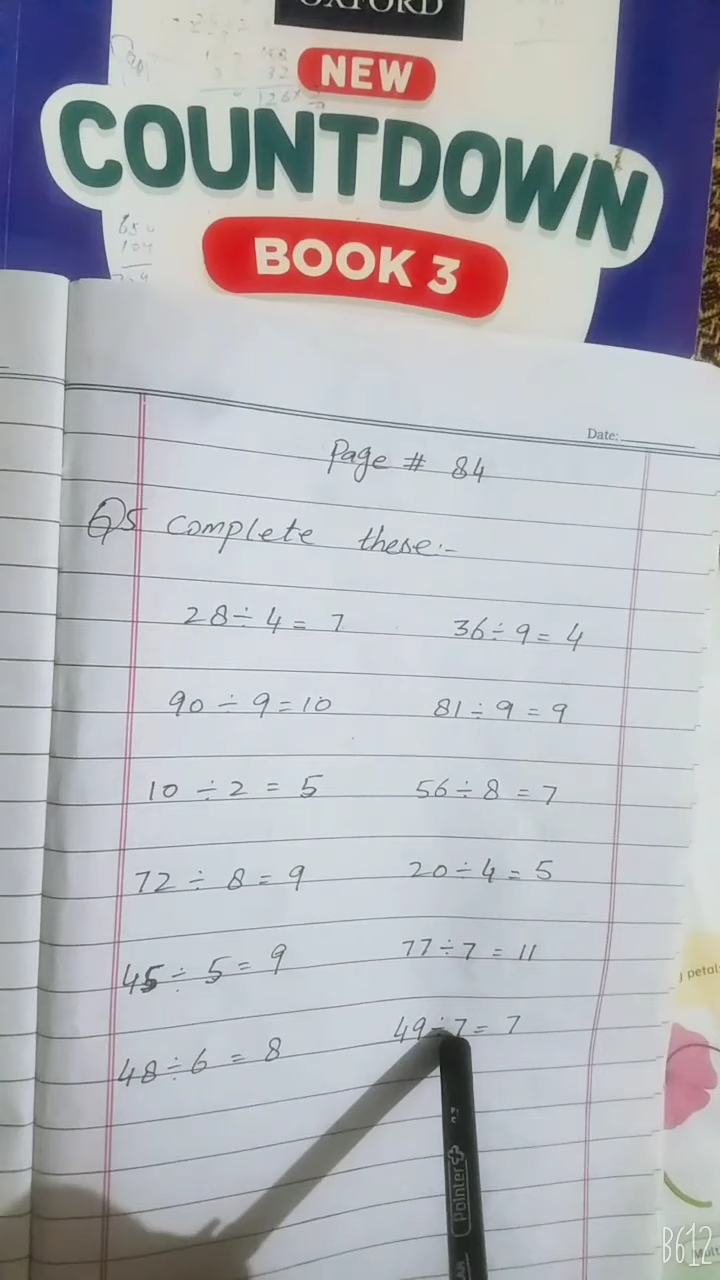 OXFORD
NEW
COUNTDOWN
BOOK 3
Date:
Page # 84
Q5 Complete these:-
28 ÷ 4 = 7 36 ÷ 9 = 4
90 ÷ 9 = 10 81 ÷ 9 = 9
10 ÷ 2 = 5 56 ÷ 8 = 7
72 ÷ 8 = 9 20 ÷ 4 = 5
45 ÷ 5 = 9 77 ÷ 7 = 11
48 ÷ 6 = 8 49 ÷ 7 = 7
petal
Pointer
B612